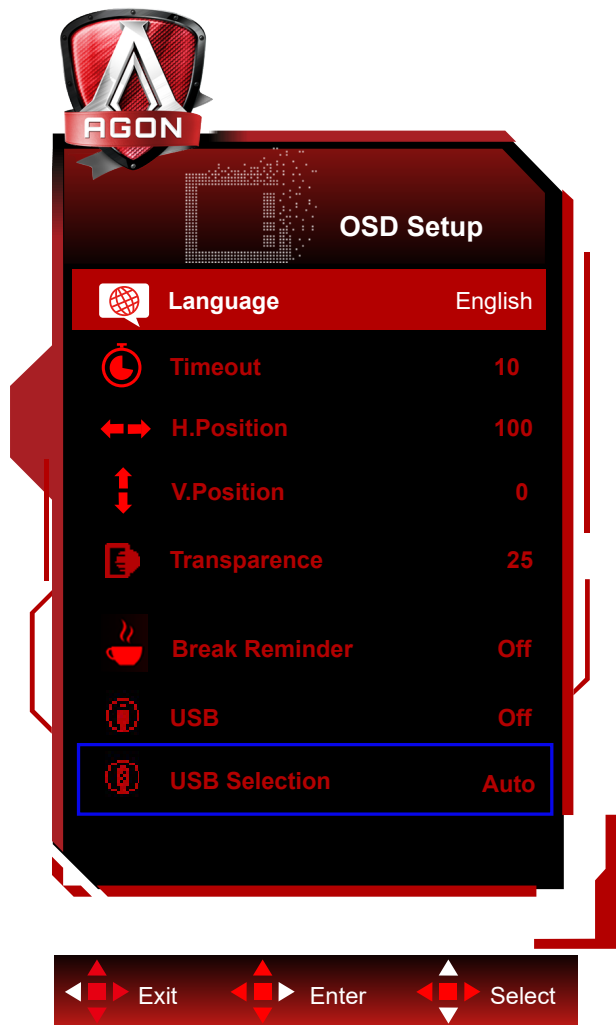 AGON
OSD Setup
Language English
Timeout 10
H.Position 100
V.Position 0
Transparence 25
Break Reminder Off
USB Off
USB Selection Auto
Exit Enter Select